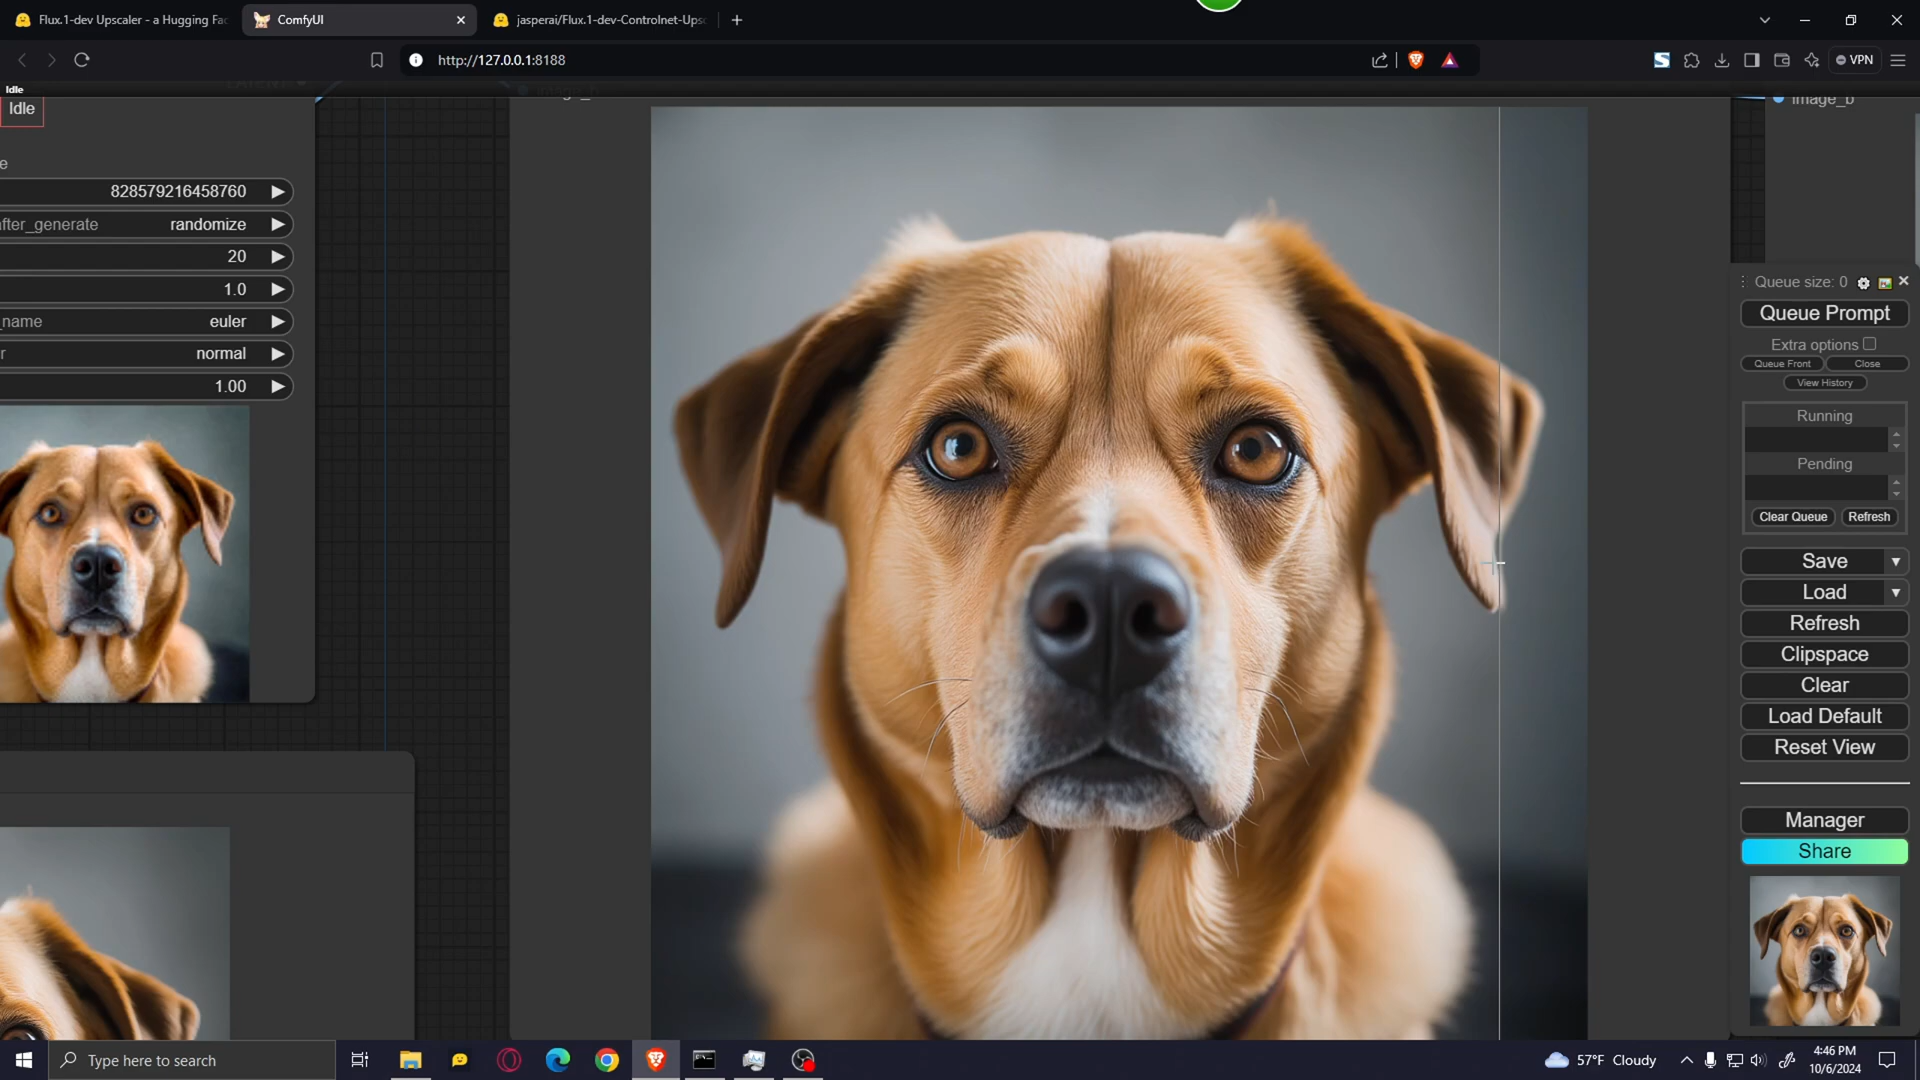 Flux.1-dev Upscaler - a Hugging Fac
ComfyUI
jasperai/Flux.1-dev-Controlnet-Upsc
http://127.0.0.1:8188
VPN
Idle
Idle
image_b
e
828579216458760
after_generate randomize
20
1.0
_name euler
r normal
1.00
Queue size: 0
Queue Prompt
Extra options
Queue Front Close
View History
Running
Pending
Clear Queue Refresh
Save
Load
Refresh
Clipspace
Clear
Load Default
Reset View
Manager
Share
Type here to search
57°F Cloudy
4:46 PM
10/6/2024